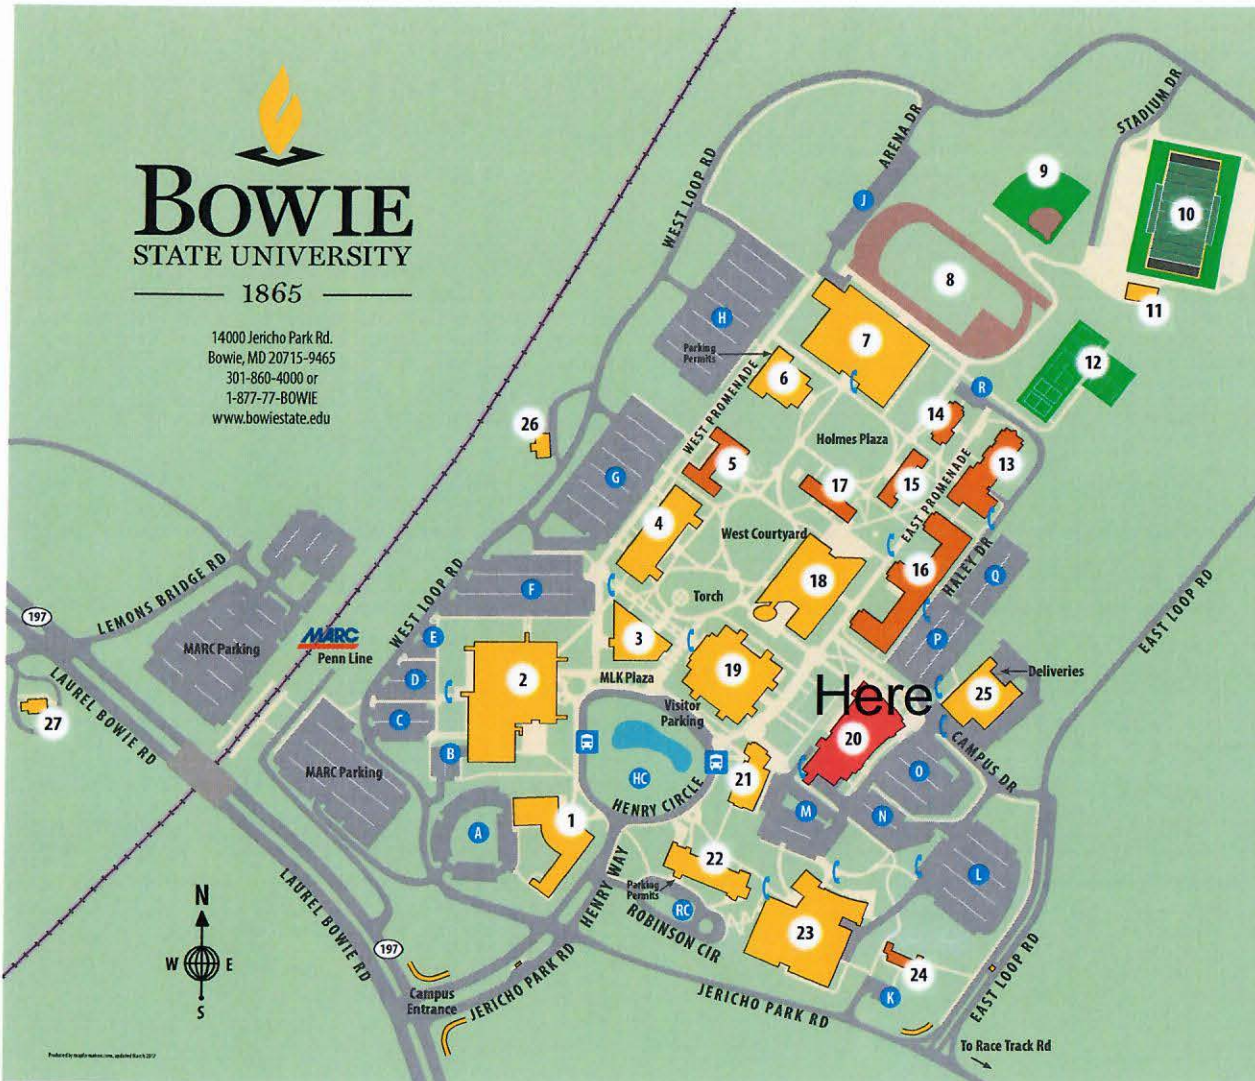 BOWIE
STATE UNIVERSITY
1865
14000 Jericho Park Rd.
Bowie, MD 20715-9465
301-860-4000 or
1-877-77-BOWIE
www.bowiestate.edu
STADIUM DR
ARENA DR
WEST LOOP RD
J
9
10
8
11
H
7
Parking
Permits
6
12
R
WEST PROMENADE
14
26
Holmes Plaza
5
13
G
17
15
EAST PROMENADE
4
West Courtyard
16
HALEY DR
Q
18
LEMONS BRIDGE RD
WEST LOOP RD
F
Torch
EAST LOOP RD
197
MARC
Penn Line
MARC Parking
E
3
P
D
2
MLK Plaza
19
Deliveries
25
Here
27
LAUREL BOWIE RD
C
Visitor
Parking
20
CAMPUS DR
B
MARC Parking
HC
21
O
HENRY CIRCLE
M
N
A
1
22
L
HENRY WAY
Parking
Permits
RC
ROBINSON CIR
23
LAUREL BOWIE RD
N
W E
S
197
24
K
Campus
Entrance
JERICHO PARK RD
JERICHO PARK RD
EAST LOOP RD
To Race Track Rd